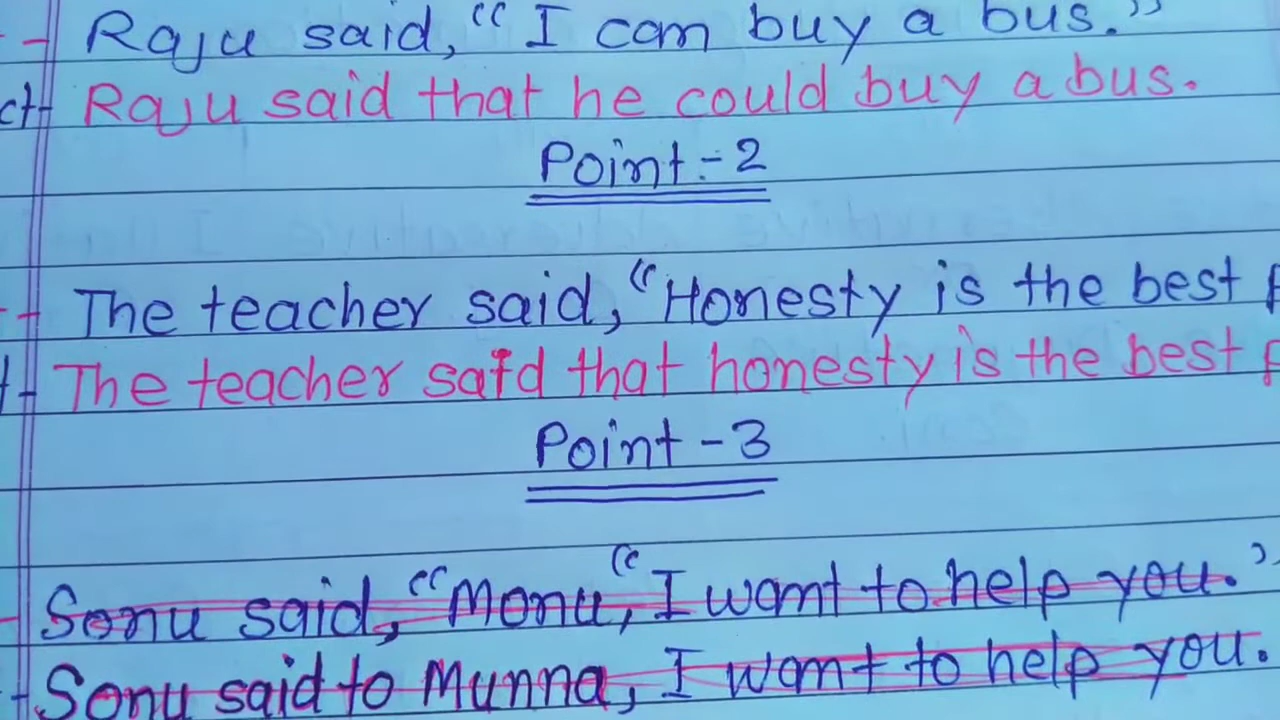 Raju said, “I can buy a bus.”
ct- Raju said that he could buy a bus.
Point:-2
The teacher said, “Honesty is the best
t- The teacher said that honesty is the best
Point-3
Sonu said, “Monu, “I want to help you.”
Sonu said to Munna, I want to help you.